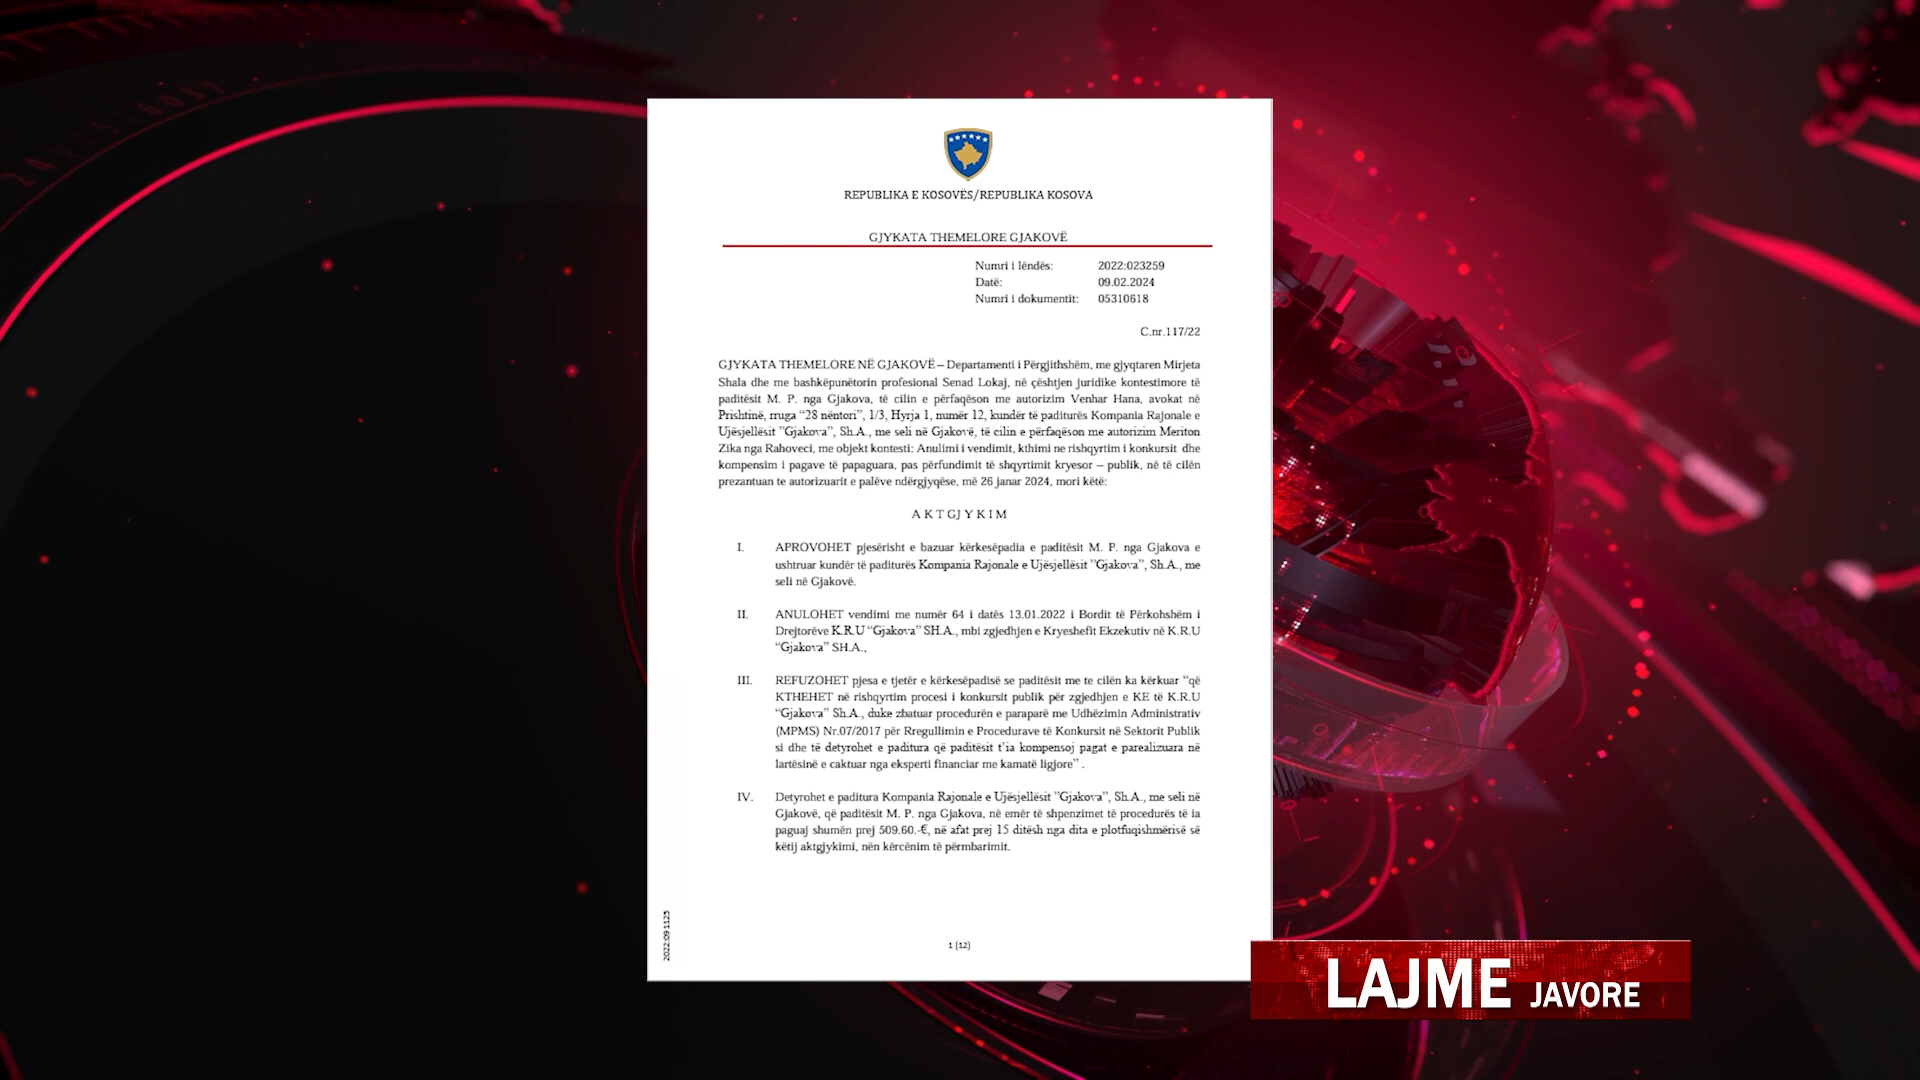 REPUBLIKA E KOSOVËS/REPUBLIKA KOSOVA
GJYKATA THEMELORE GJAKOVË
Numri i lëndës: 2022:023259
Datë: 09.02.2024
Numri i dokumentit: 05310618
C.nr.117/22
GJYKATA THEMELORE NË GJAKOVË – Departamenti i Përgjithshëm, me gjyqtaren Mirjeta
Shala dhe me bashkëpunëtorin profesional Senad Lokaj, në çështjen juridike kontestimore të
paditësit M. P. nga Gjakova, të cilin e përfaqëson me autorizim Venhar Hana, avokat në
Prishtinë, rruga “28 nëntori”, 1/3, Hyrja 1, numër 12, kundër të paditurës Kompania Rajonale e
Ujësjellësit ”Gjakova”, Sh.A., me seli në Gjakovë, të cilin e përfaqëson me autorizim Meriton
Zika nga Rahoveci, me objekt kontesti: Anulimi i vendimit, kthimi ne rishqyrtim i konkursit dhe
kompensim i pagave të papaguara, pas përfundimit të shqyrtimit kryesor – publik, në të cilën
prezantuan te autorizuarit e palëve ndërgjyqëse, më 26 janar 2024, mori këtë:
A K T G J Y K I M
I. APROVOHET pjesërisht e bazuar kërkesëpadia e paditësit M. P. nga Gjakova e
ushtruar kundër të paditurës Kompania Rajonale e Ujësjellësit ”Gjakova”, Sh.A., me
seli në Gjakovë.
II. ANULOHET vendimi me numër 64 i datës 13.01.2022 i Bordit të Përkohshëm i
Drejtorëve K.R.U “Gjakova” SH.A., mbi zgjedhjen e Kryeshefit Ekzekutiv në K.R.U
“Gjakova” SH.A.,
III. REFUZOHET pjesa e tjetër e kërkesëpadisë se paditësit me te cilën ka kërkuar “që
KTHEHET në rishqyrtim procesi i konkursit publik për zgjedhjen e KE të K.R.U
“Gjakova” Sh.A., duke zbatuar procedurën e paraparë me Udhëzimin Administrativ
(MPMS) Nr.07/2017 për Rregullimin e Procedurave të Konkursit në Sektorit Publik
si dhe të detyrohet e paditura që paditësit t’ia kompensoj pagat e parealizuara në
lartësinë e caktuar nga eksperti financiar me kamatë ligjore” .
IV. Detyrohet e paditura Kompania Rajonale e Ujësjellësit ”Gjakova”, Sh.A., me seli në
Gjakovë, që paditësit M. P. nga Gjakova, në emër të shpenzimet të procedurës të ia
paguaj shumën prej 509.60.-€, në afat prej 15 ditësh nga dita e plotfuqishmërisë së
këtij aktgjykimi, nën kërcënim të përmbarimit.
2022:091125
1 (12)
LAJME JAVORE